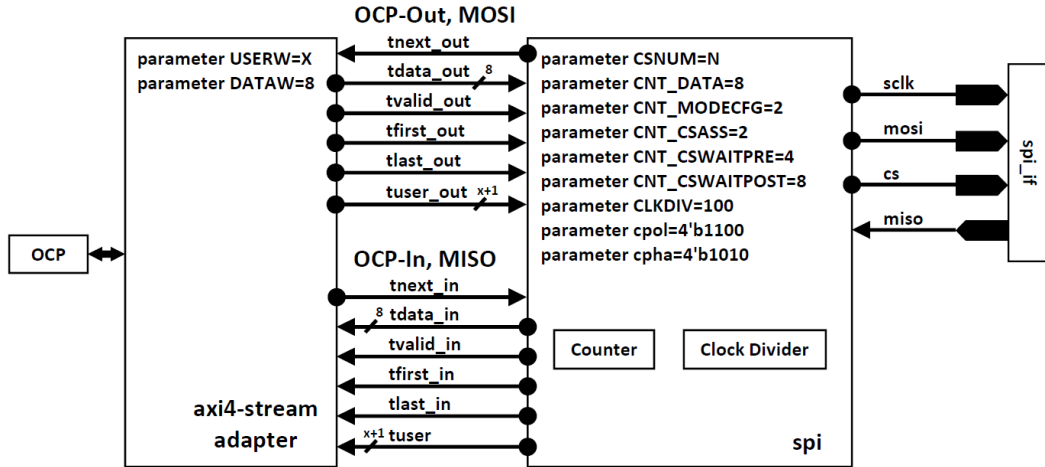 OCP-Out, MOSI
parameter USERW=X
parameter DATAW=8
tnext_out
tdata_out 8
tvalid_out
tfirst_out
tlast_out
tuser_out x+1
parameter CSNUM=N
parameter CNT_DATA=8
parameter CNT_MODECFG=2
parameter CNT_CSASS=2
parameter CNT_CSWAITPRE=4
parameter CNT_CSWAITPOST=8
parameter CLKDIV=100
parameter cpol=4'b1100
parameter cpha=4'b1010
sclk
mosi
cs
miso
spi_if
OCP
OCP-In, MISO
tnext_in
8 tdata_in
tvalid_in
tfirst_in
tlast_in
x+1 tuser
Counter
Clock Divider
axi4-stream
adapter
spi